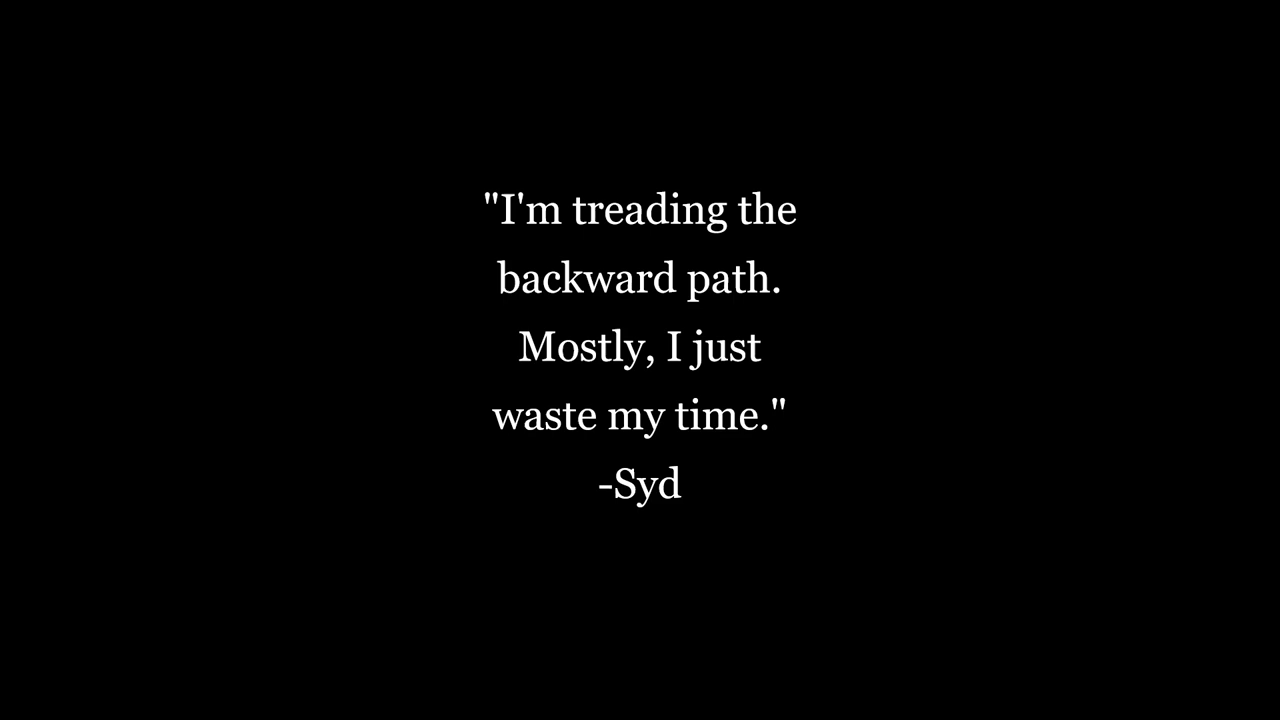 "I'm treading the
backward path.
Mostly, I just
waste my time."
-Syd